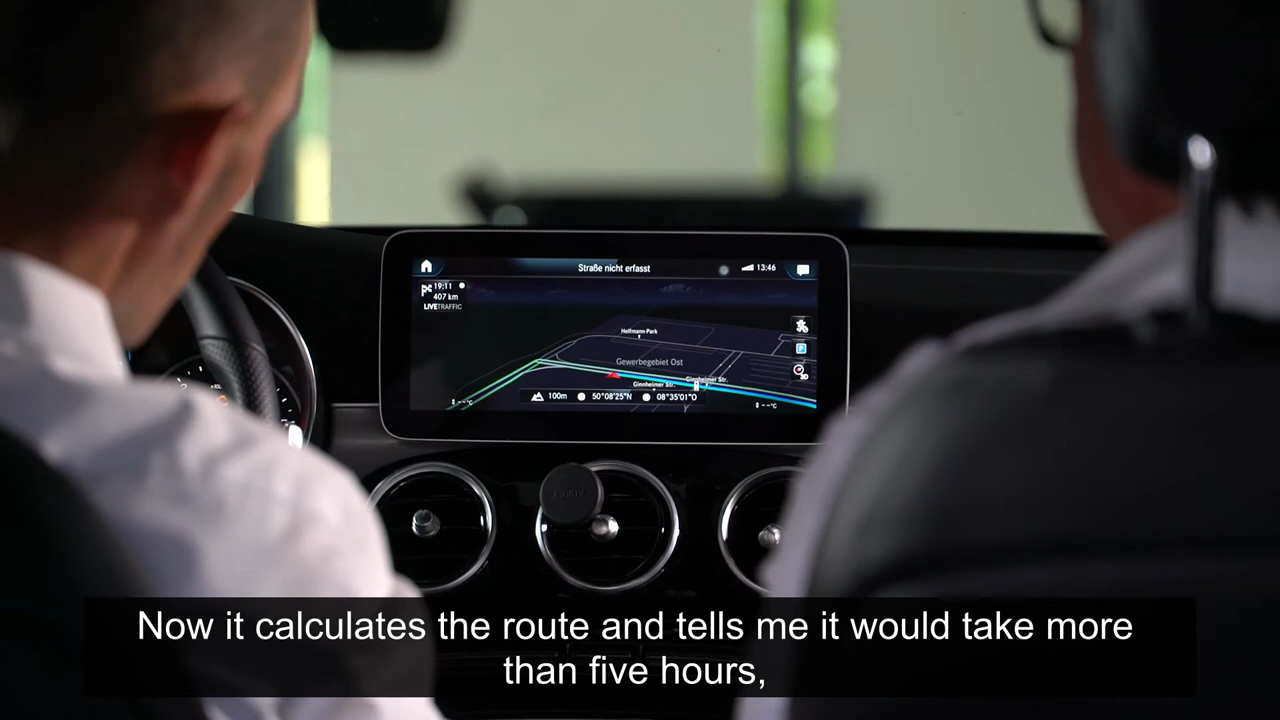 Straße nicht erfasst
13:46
19:11
407 km
LIVETRAFFIC
Helfmann-Park
Gewerbegebiet Ost
Ginnheimer Str.
Ginnheimer Str.
3D
100m
50°08'25"N
08°35'01"O
--°C
--°C
Now it calculates the route and tells me it would take more
than five hours,